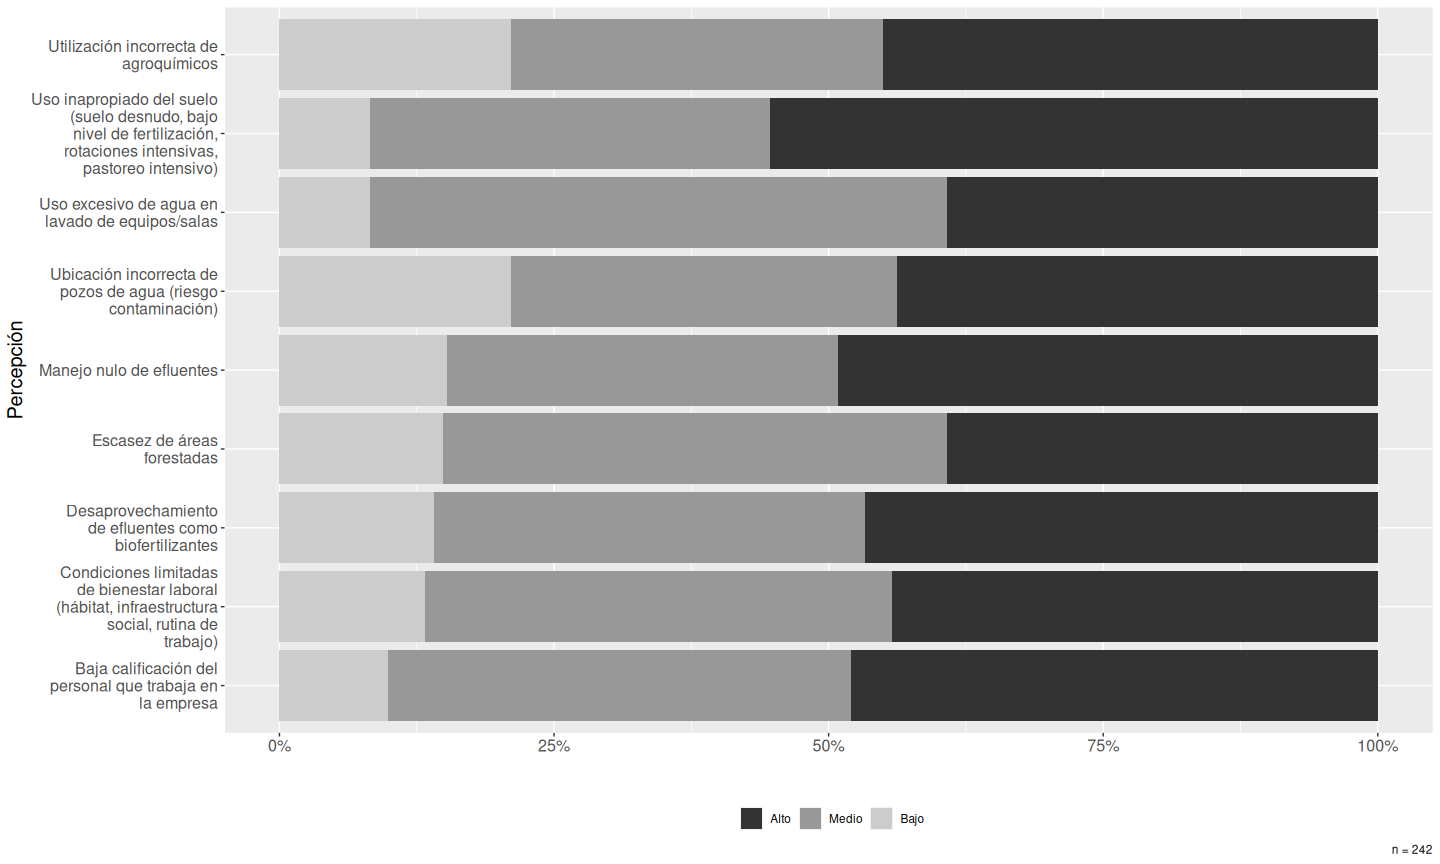 Utilización incorrecta de
agroquímicos
Uso inapropiado del suelo
(suelo desnudo, bajo
nivel de fertilización,
rotaciones intensivas,
pastoreo intensivo)
Uso excesivo de agua en
lavado de equipos/salas
Ubicación incorrecta de
pozos de agua (riesgo
contaminación)
Manejo nulo de efluentes
Escasez de áreas
forestadas
Desaprovechamiento
de efluentes como
biofertilizantes
Condiciones limitadas
de bienestar laboral
(hábitat, infraestructura
social, rutina de
trabajo)
Baja calificación del
personal que trabaja en
la empresa
Percepción
0% 25% 50% 75% 100%
Alto Medio Bajo
n = 242